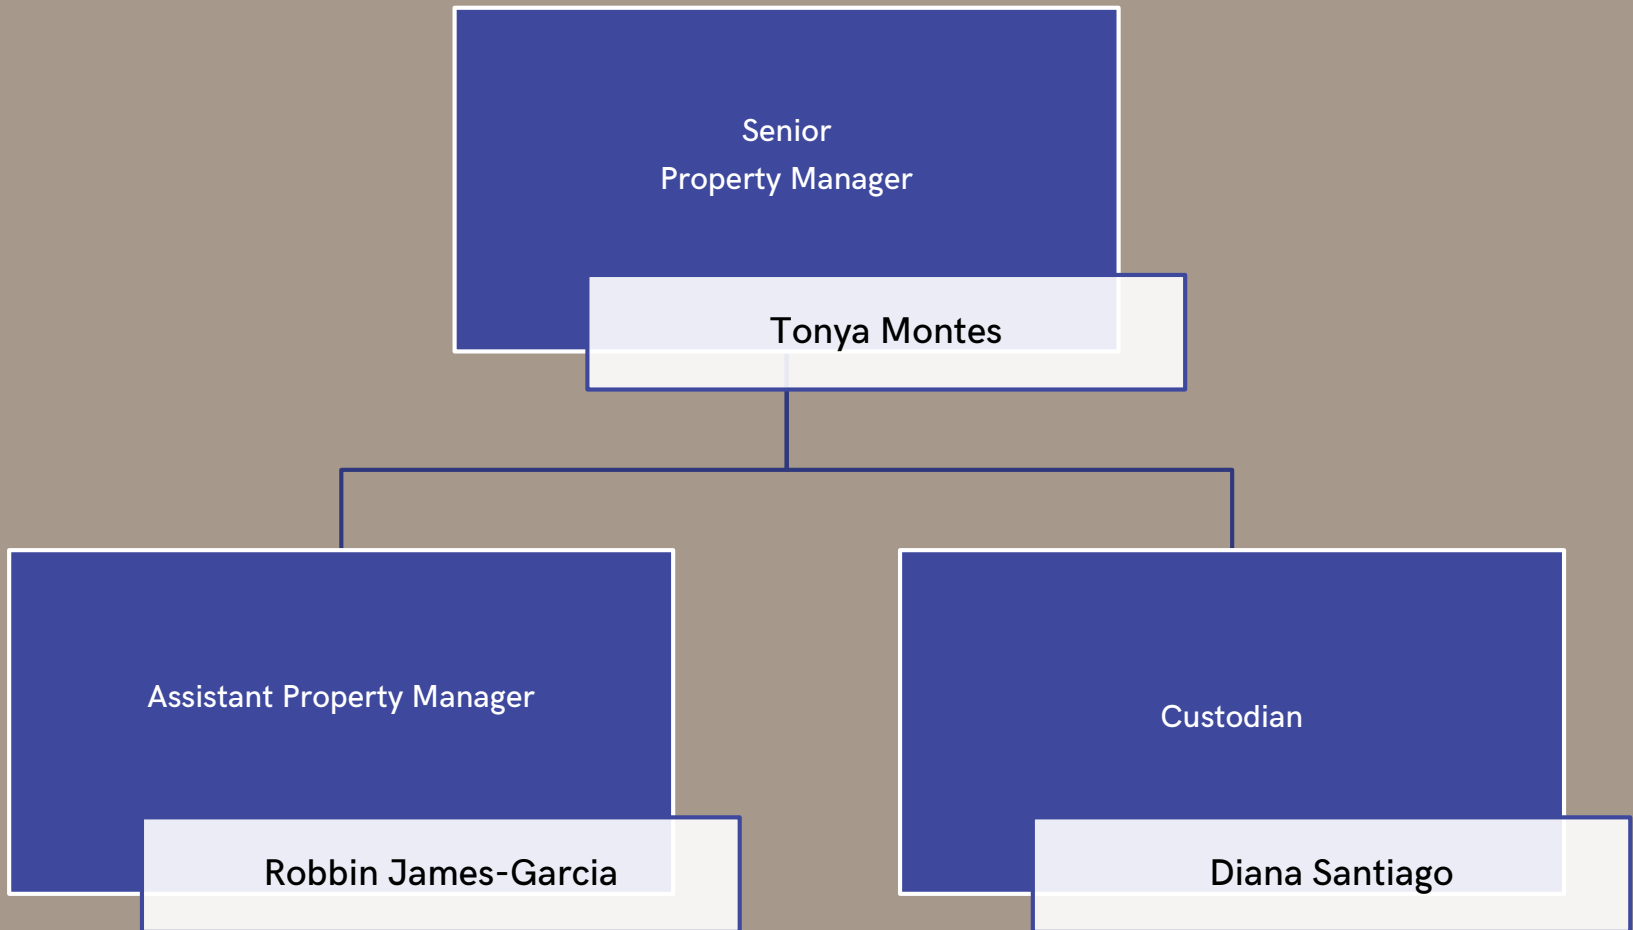 Senior
Property Manager
Tonya Montes
Assistant Property Manager
Robbin James-Garcia
Custodian
Diana Santiago